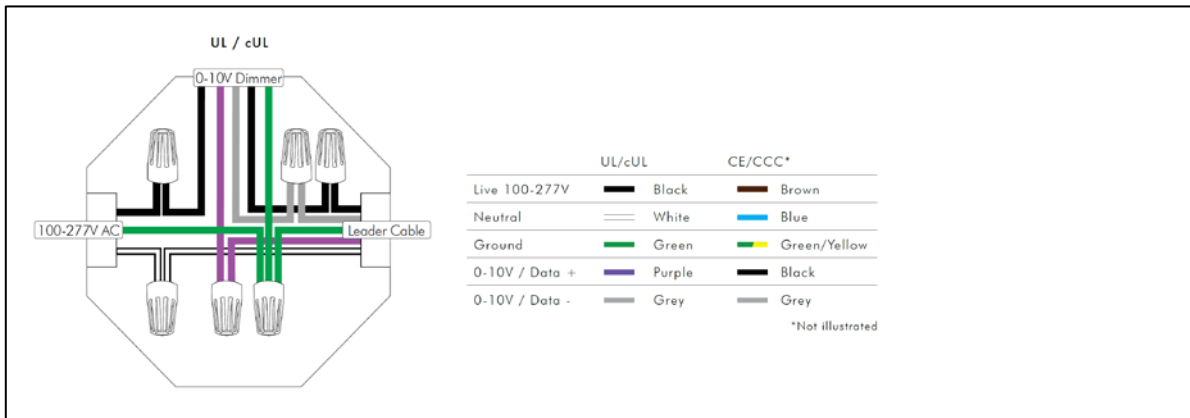 UL / cUL
0-10V Dimmer
100-277V AC
Leader Cable
UL/cUL CE/CCC*
Live 100-277V Black Brown
Neutral White Blue
Ground Green Green/Yellow
0-10V / Data + Purple Black
0-10V / Data - Grey Grey
*Not illustrated